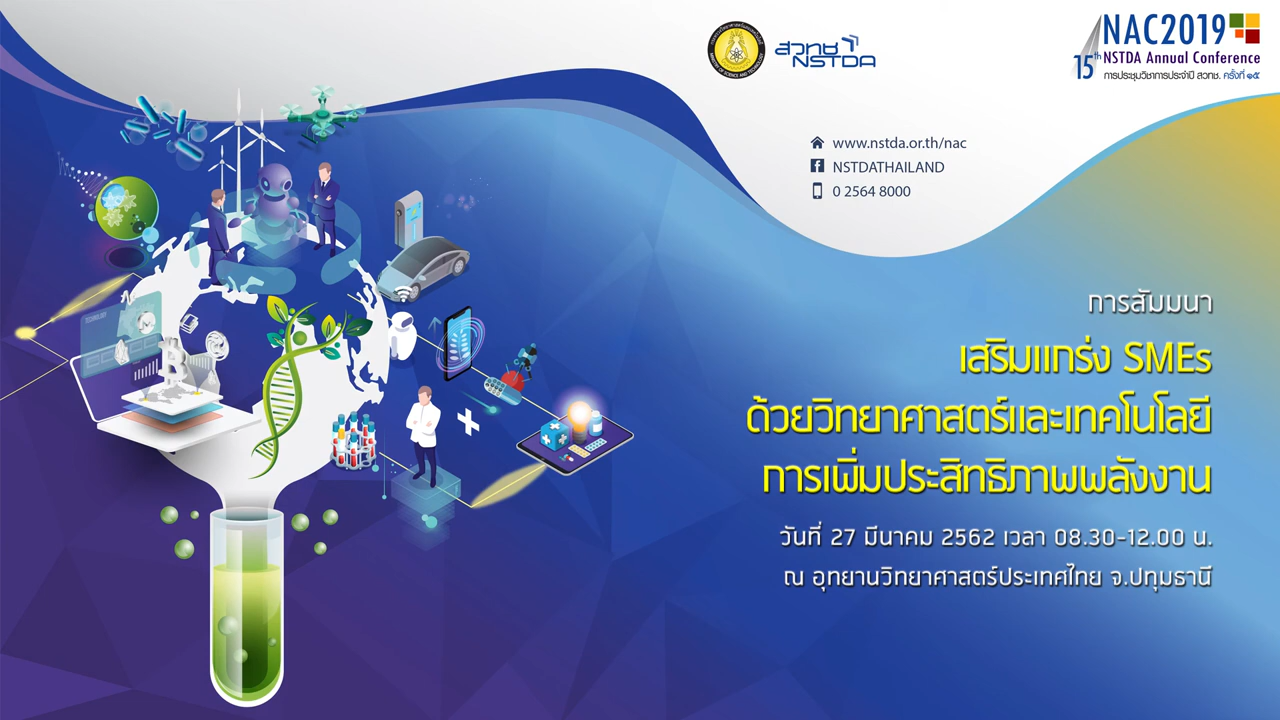 สวทช
NSTDA
NAC2019
15th NSTDA Annual Conference
การประชุมวิชาการประจำปี สวทช. ครั้งที่ ๑๕
www.nstda.or.th/nac
NSTDATHAILAND
0 2564 8000
การสัมมนา
เสริมแกร่ง SMEs
ด้วยวิทยาศาสตร์และเทคโนโลยี
การเพิ่มประสิทธิภาพพลังงาน
วันที่ 27 มีนาคม 2562 เวลา 08.30-12.00 น.
ณ อุทยานวิทยาศาสตร์ประเทศไทย จ.ปทุมธานี